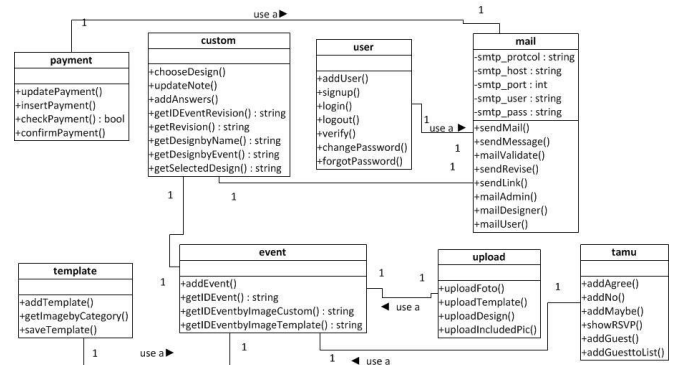 use a ▶
1
1
payment
+updatePayment()
+insertPayment()
+checkPayment() : bool
+confirmPayment()
custom
+chooseDesign()
+updateNote()
+addAnswers()
+getIDEventRevision() : string
+getRevision() : string
+getDesignbyName() : string
+getDesignbyEvent() : string
+getSelectedDesign() : string
user
+addUser()
+signup()
+login()
+logout()
+verify()
+changePassword()
+forgotPassword()
1
use a ▶
1
1
mail
-smtp_protcol : string
-smtp_host : string
-smtp_port : int
-smtp_user : string
-smtp_pass : string
+sendMail()
+sendMessage()
+mailValidate()
+sendRevise()
+sendLink()
+mailAdmin()
+mailDesigner()
+mailUser()
1
1
template
+addTemplate()
+getImagebyCategory()
+saveTemplate()
1
event
+addEvent()
+getIDEvent() : string
+getIDEventbyImageCustom() : string
+getIDEventbyImageTemplate() : string
1
1
◀ use a
upload
+uploadFoto()
+uploadTemplate()
+uploadDesign()
+uploadIncludedPic()
1
tamu
+addAgree()
+addNo()
+addMaybe()
+showRSVP()
+addGuest()
+addGuesttoList()
1
use a ▶
1
1
◀ use a